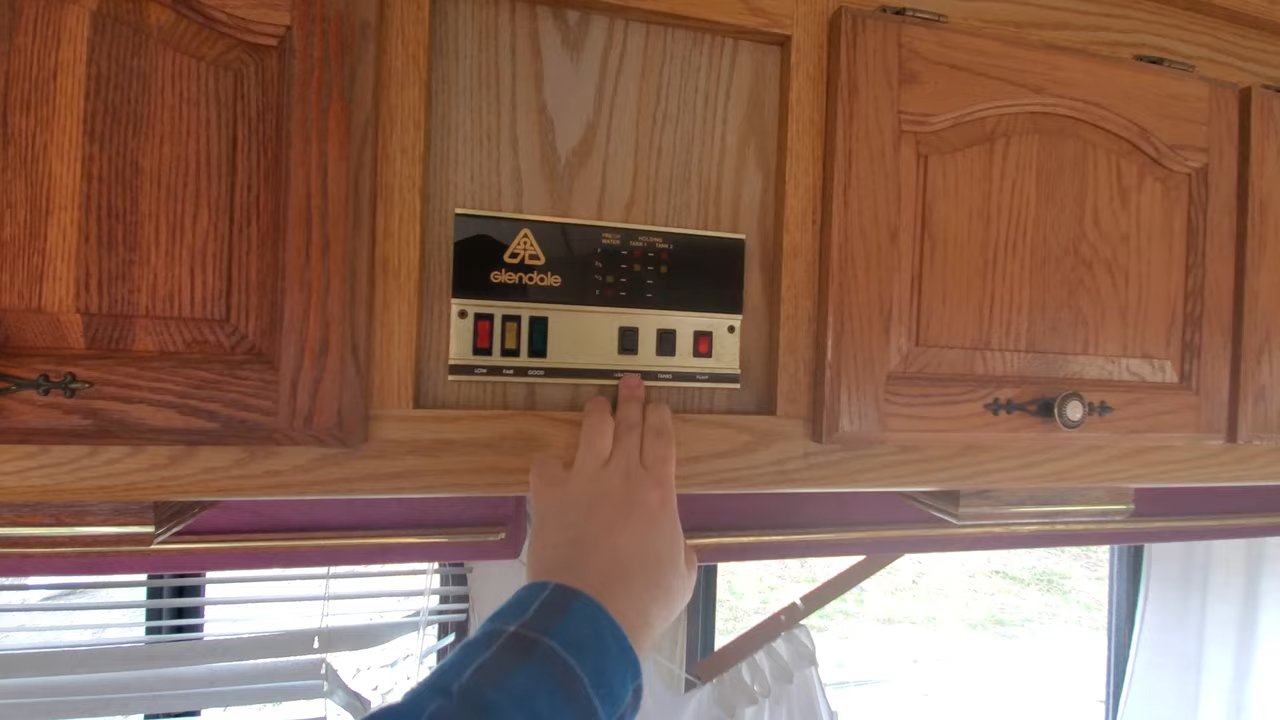 FRESH WATER
HOLDING
TANK 1 TANK 2
Glendale
LOW FAIR GOOD TANKS PUMP